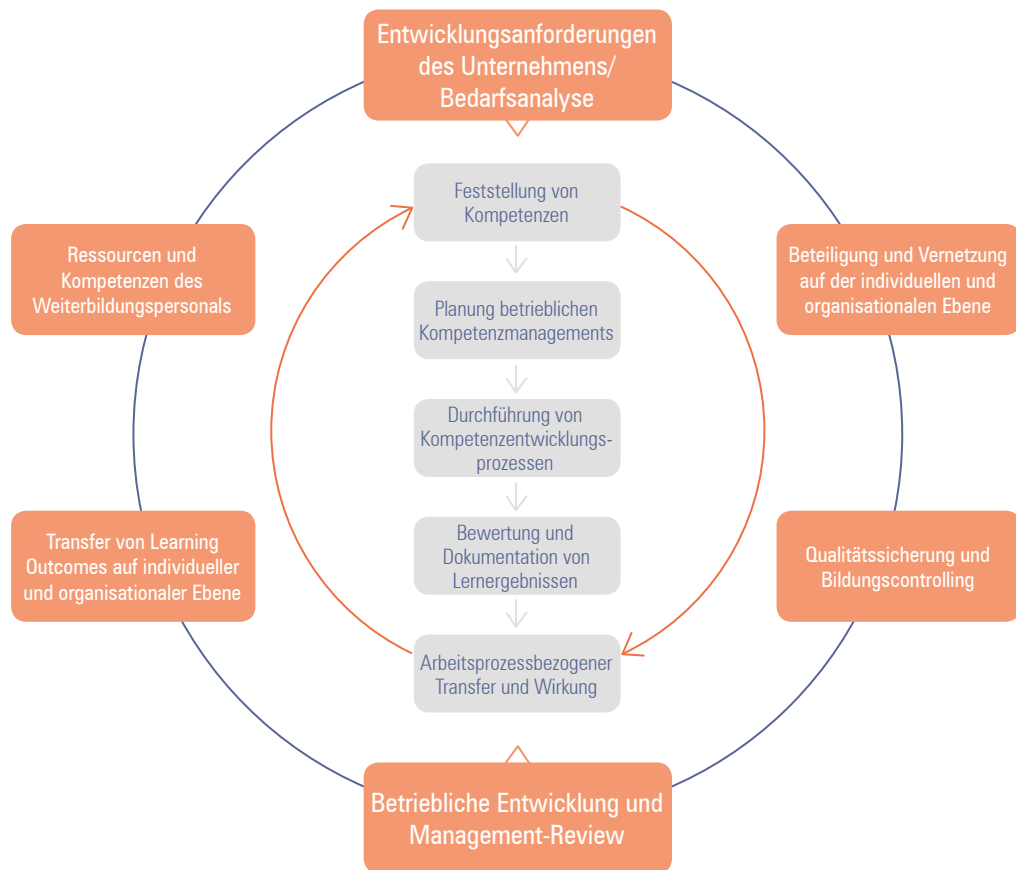 Entwicklungsanforderungen
des Unternehmens/
Bedarfsanalyse
Feststellung von
Kompetenzen
Ressourcen und
Kompetenzen des
Weiterbildungspersonals
Beteiligung und Vernetzung
auf der individuellen und
organisationalen Ebene
Planung betrieblichen
Kompetenzmanagements
Durchführung von
Kompetenzentwicklungs-
prozessen
Transfer von Learning
Outcomes auf individueller
und organisationaler Ebene
Bewertung und
Dokumentation von
Lernergebnissen
Qualitätssicherung und
Bildungscontrolling
Arbeitsprozessbezogener
Transfer und Wirkung
Betriebliche Entwicklung und
Management-Review